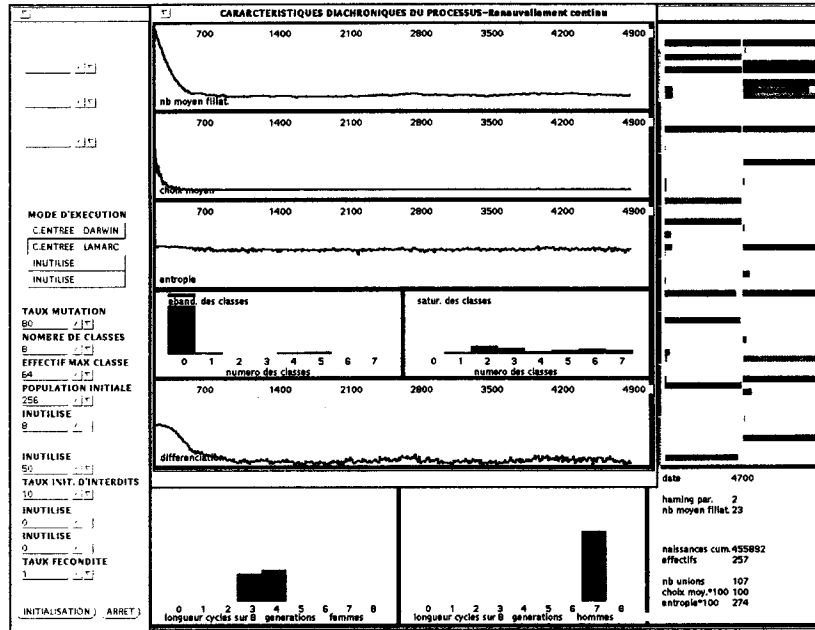 CARARCTERISTIQUES DIACHRONIQUES DU PROCESSUS-Renouvellement continu
700 1400 2100 2800 3500 4200 4900
nb moyen filiat.
700 1400 2100 2800 3500 4200 4900
choix moyen
700 1400 2100 2800 3500 4200 4900
entropie
aband. des classes
0 1 2 3 4 5 6 7
numero des classes
satur. des classes
0 1 2 3 4 5 6 7
numero des classes
700 1400 2100 2800 3500 4200 4900
differenciation
0 1 2 3 4 5 6 7 8
longueur cycles sur 8 generations femmes
0 1 2 3 4 5 6 7 8
longueur cycles sur 8 generations hommes
MODE D'EXECUTION
C.ENTREE DARWIN
C.ENTREE LAMARC
INUTILISE
INUTILISE
TAUX MUTATION
80
NOMBRE DE CLASSES
8
EFFECTIF MAX CLASSE
64
POPULATION INITIALE
256
INUTILISE
8
INUTILISE
50
TAUX INIT. D'INTERDITS
10
INUTILISE
0
INUTILISE
0
TAUX FECONDITE
1
INITIALISATION ARRET
date 4700
haming par. 2
nb moyen filiat. 23
naissances cum. 455892
effectifs 257
nb unions 107
choix moy.*100 100
entropie*100 274